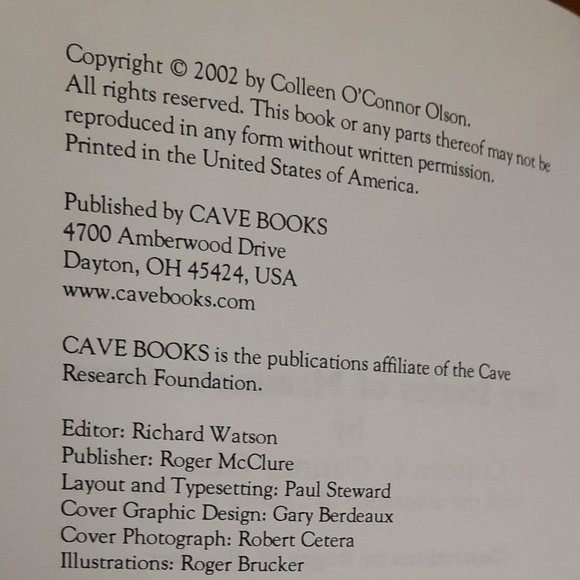 Copyright © 2002 by Colleen O'Connor Olson.
All rights reserved. This book or any parts thereof may not be
reproduced in any form without written permission.
Printed in the United States of America.
Published by CAVE BOOKS
4700 Amberwood Drive
Dayton, OH 45424, USA
www.cavebooks.com
CAVE BOOKS is the publications affiliate of the Cave
Research Foundation.
Editor: Richard Watson
Publisher: Roger McClure
Layout and Typesetting: Paul Steward
Cover Graphic Design: Gary Berdeaux
Cover Photograph: Robert Cetera
Illustrations: Roger Brucker